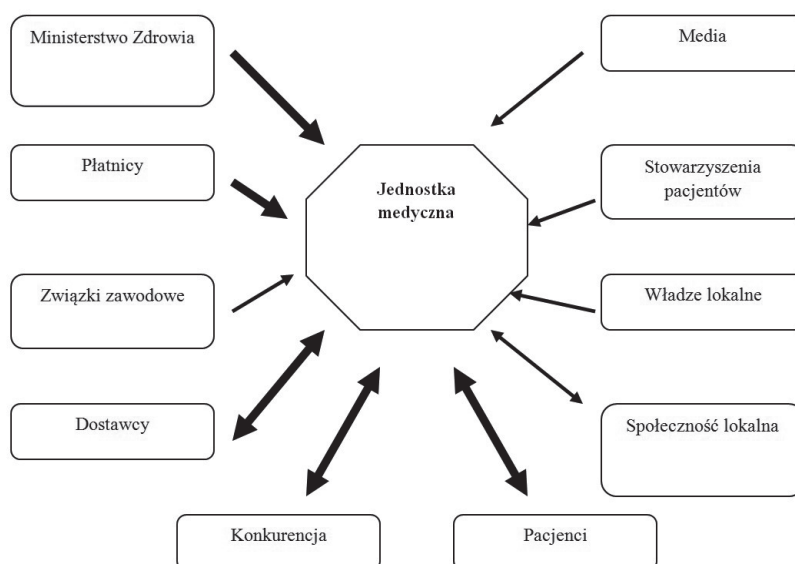 Ministerstwo Zdrowia
Media
Płatnicy
Stowarzyszenia
pacjentów
Jednostka
medyczna
Związki zawodowe
Władze lokalne
Dostawcy
Społeczność lokalna
Konkurencja
Pacjenci